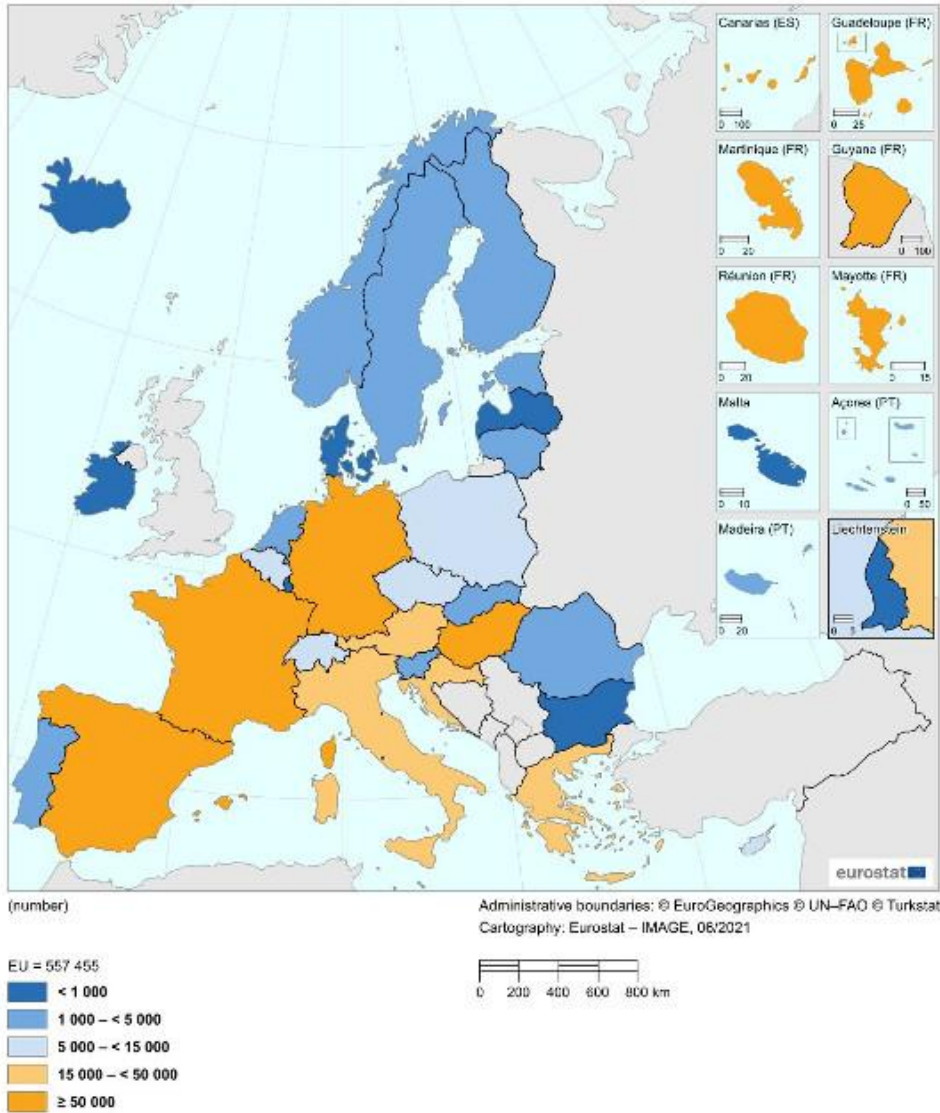 Canarias (ES)
0 100
Guadeloupe (FR)
0 25
Martinique (FR)
0 20
Guyane (FR)
0 100
Réunion (FR)
0 20
Mayotte (FR)
0 15
Malta
0 10
Açores (PT)
0 50
Madeira (PT)
0 20
Liechtenstein
0 5
eurostat
(number)
Administrative boundaries: © EuroGeographics © UN–FAO © Turkstat
Cartography: Eurostat – IMAGE, 06/2021
EU = 557 455
0 200 400 600 800 km
< 1 000
1 000 – < 5 000
5 000 – < 15 000
15 000 – < 50 000
≥ 50 000